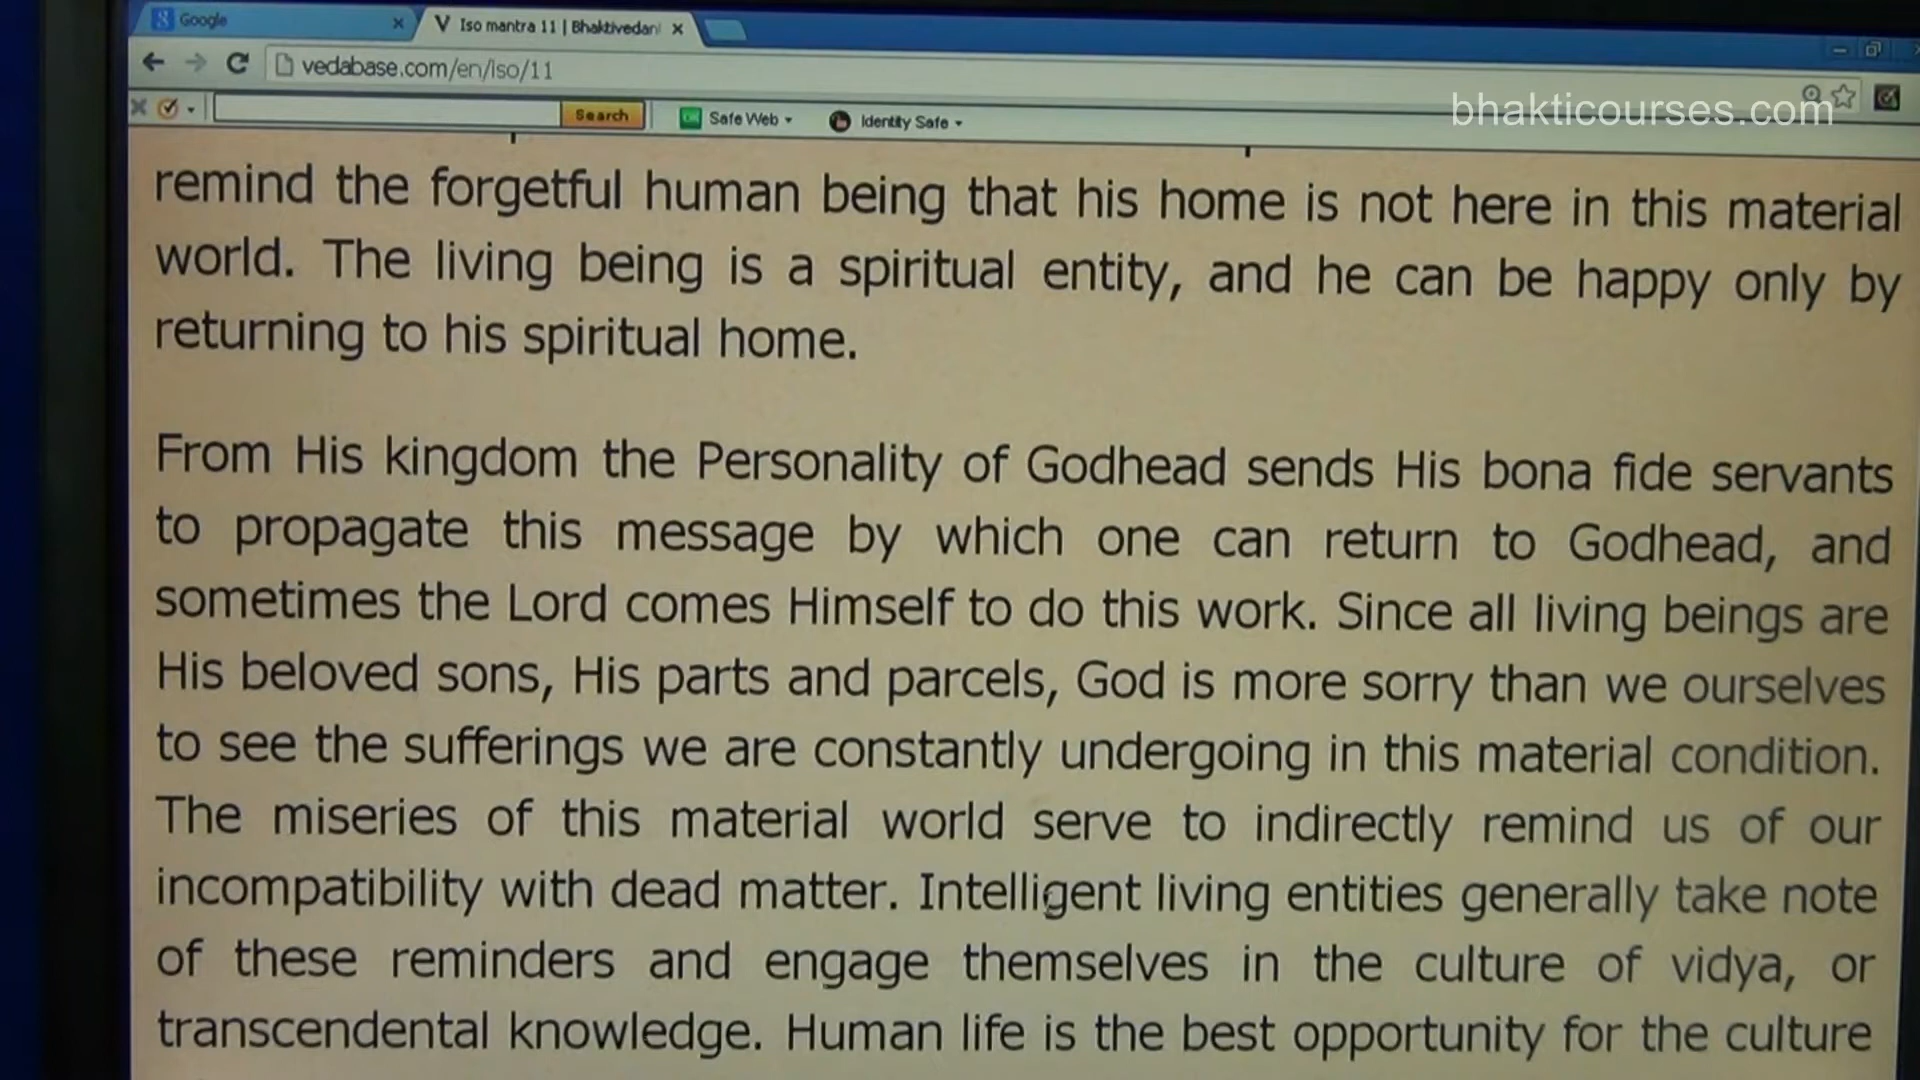 Google
Iso mantra 11 | Bhaktivedan
vedabase.com/en/iso/11
Search
Safe Web
Identity Safe
bhakticourses.com
remind the forgetful human being that his home is not here in this material
world. The living being is a spiritual entity, and he can be happy only by
returning to his spiritual home.
From His kingdom the Personality of Godhead sends His bona fide servants
to propagate this message by which one can return to Godhead, and
sometimes the Lord comes Himself to do this work. Since all living beings are
His beloved sons, His parts and parcels, God is more sorry than we ourselves
to see the sufferings we are constantly undergoing in this material condition.
The miseries of this material world serve to indirectly remind us of our
incompatibility with dead matter. Intelligent living entities generally take note
of these reminders and engage themselves in the culture of vidya, or
transcendental knowledge. Human life is the best opportunity for the culture